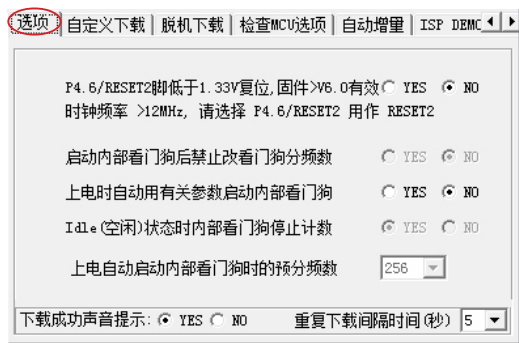 选项 自定义下载 脱机下载 检查MCU选项 自动增量 ISP DEMO
P4.6/RESET2脚低于1.33V复位,固件>V6.0有效 YES NO
时钟频率 >12MHz, 请选择 P4.6/RESET2 用作 RESET2
启动内部看门狗后禁止改看门狗分频数 YES NO
上电时自动用有关参数启动内部看门狗 YES NO
Idle(空闲)状态时内部看门狗停止计数 YES NO
上电自动启动内部看门狗时的预分频数 256
下载成功声音提示: YES NO 重复下载间隔时间(秒) 5